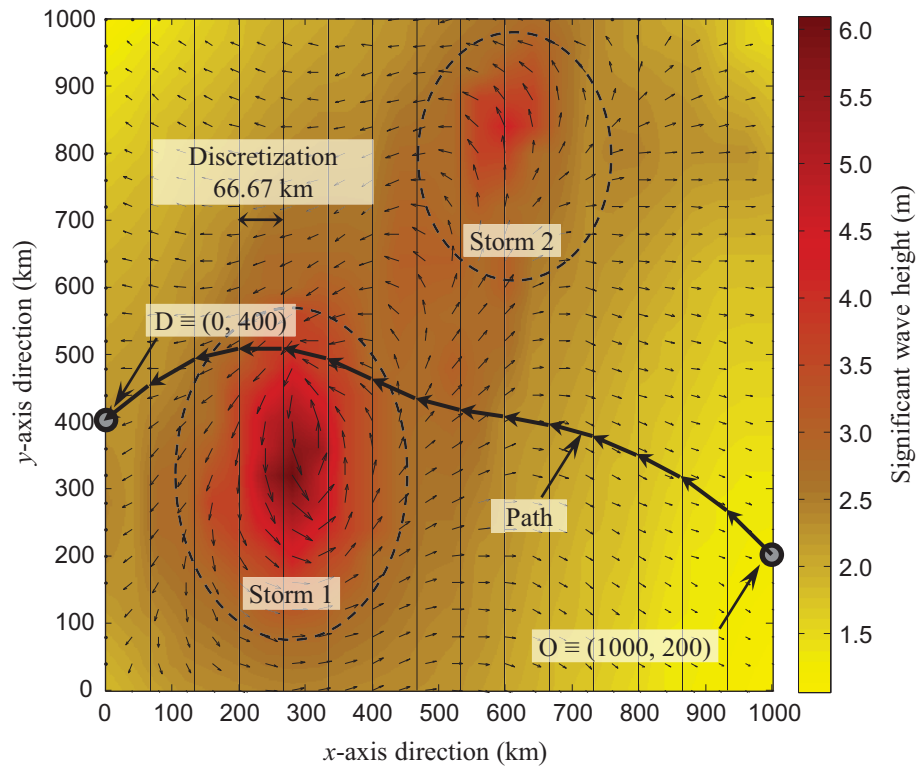 1000
900
800
700
600
500
400
300
200
100
0
y-axis direction (km)
Discretization
66.67 km
Storm 2
D ≡ (0, 400)
Path
Storm 1
O ≡ (1000, 200)
0 100 200 300 400 500 600 700 800 900 1000
x-axis direction (km)
6.0
5.5
5.0
4.5
4.0
3.5
3.0
2.5
2.0
1.5
Significant wave height (m)